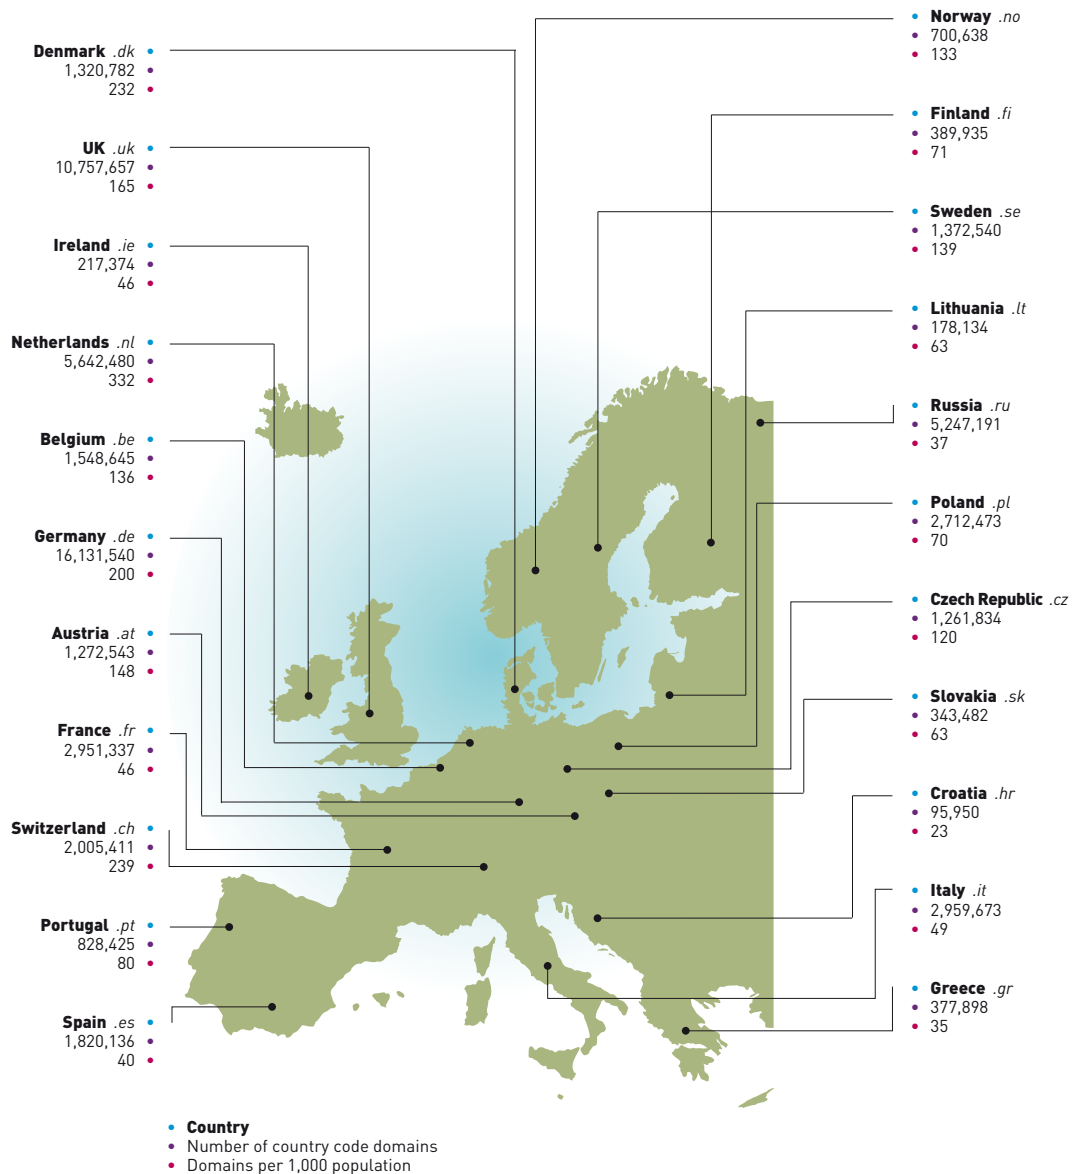 Denmark .dk
1,320,782
232
UK .uk
10,757,657
165
Ireland .ie
217,374
46
Netherlands .nl
5,642,480
332
Belgium .be
1,548,645
136
Germany .de
16,131,540
200
Austria .at
1,272,543
148
France .fr
2,951,337
46
Switzerland .ch
2,005,411
239
Portugal .pt
828,425
80
Spain .es
1,820,136
40
Norway .no
700,638
133
Finland .fi
389,935
71
Sweden .se
1,372,540
139
Lithuania .lt
178,134
63
Russia .ru
5,247,191
37
Poland .pl
2,712,473
70
Czech Republic .cz
1,261,834
120
Slovakia .sk
343,482
63
Croatia .hr
95,950
23
Italy .it
2,959,673
49
Greece .gr
377,898
35
Country
Number of country code domains
Domains per 1,000 population